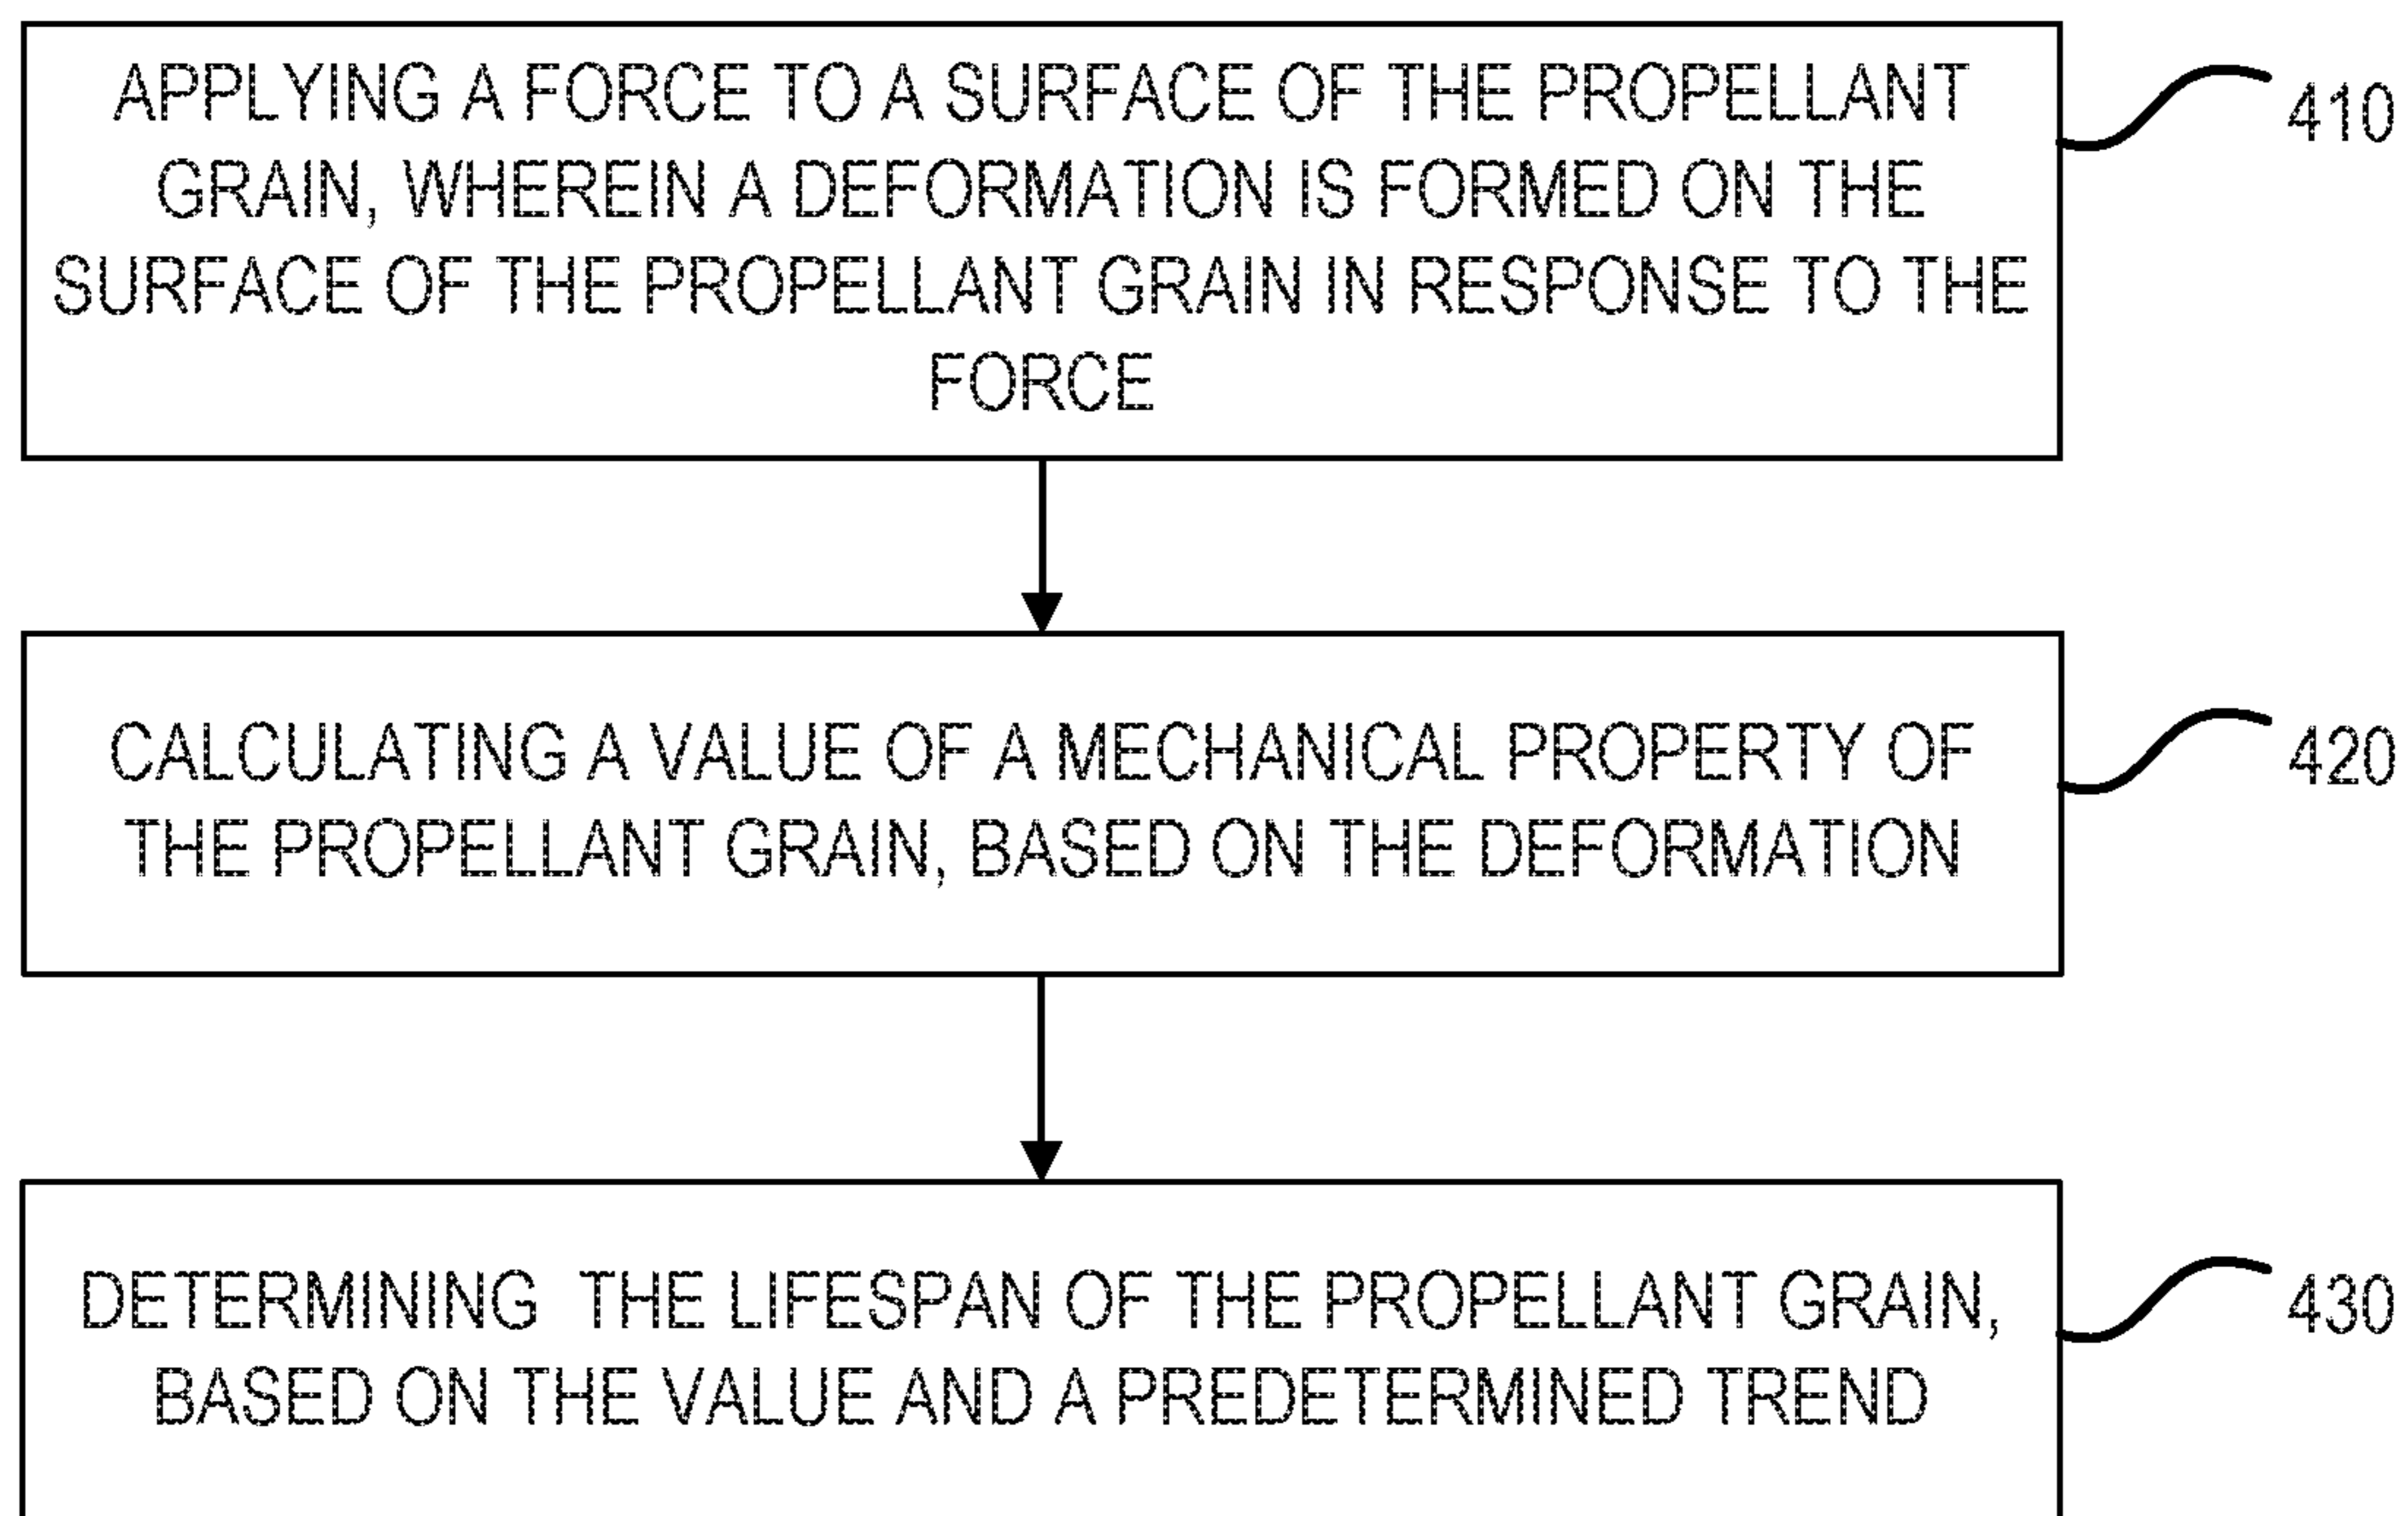 APPLYING A FORCE TO A SURFACE OF THE PROPELLANT
GRAIN, WHEREIN A DEFORMATION IS FORMED ON THE
SURFACE OF THE PROPELLANT GRAIN IN RESPONSE TO THE
FORCE
410
CALCULATING A VALUE OF A MECHANICAL PROPERTY OF
THE PROPELLANT GRAIN, BASED ON THE DEFORMATION
420
DETERMINING THE LIFESPAN OF THE PROPELLANT GRAIN,
BASED ON THE VALUE AND A PREDETERMINED TREND
430